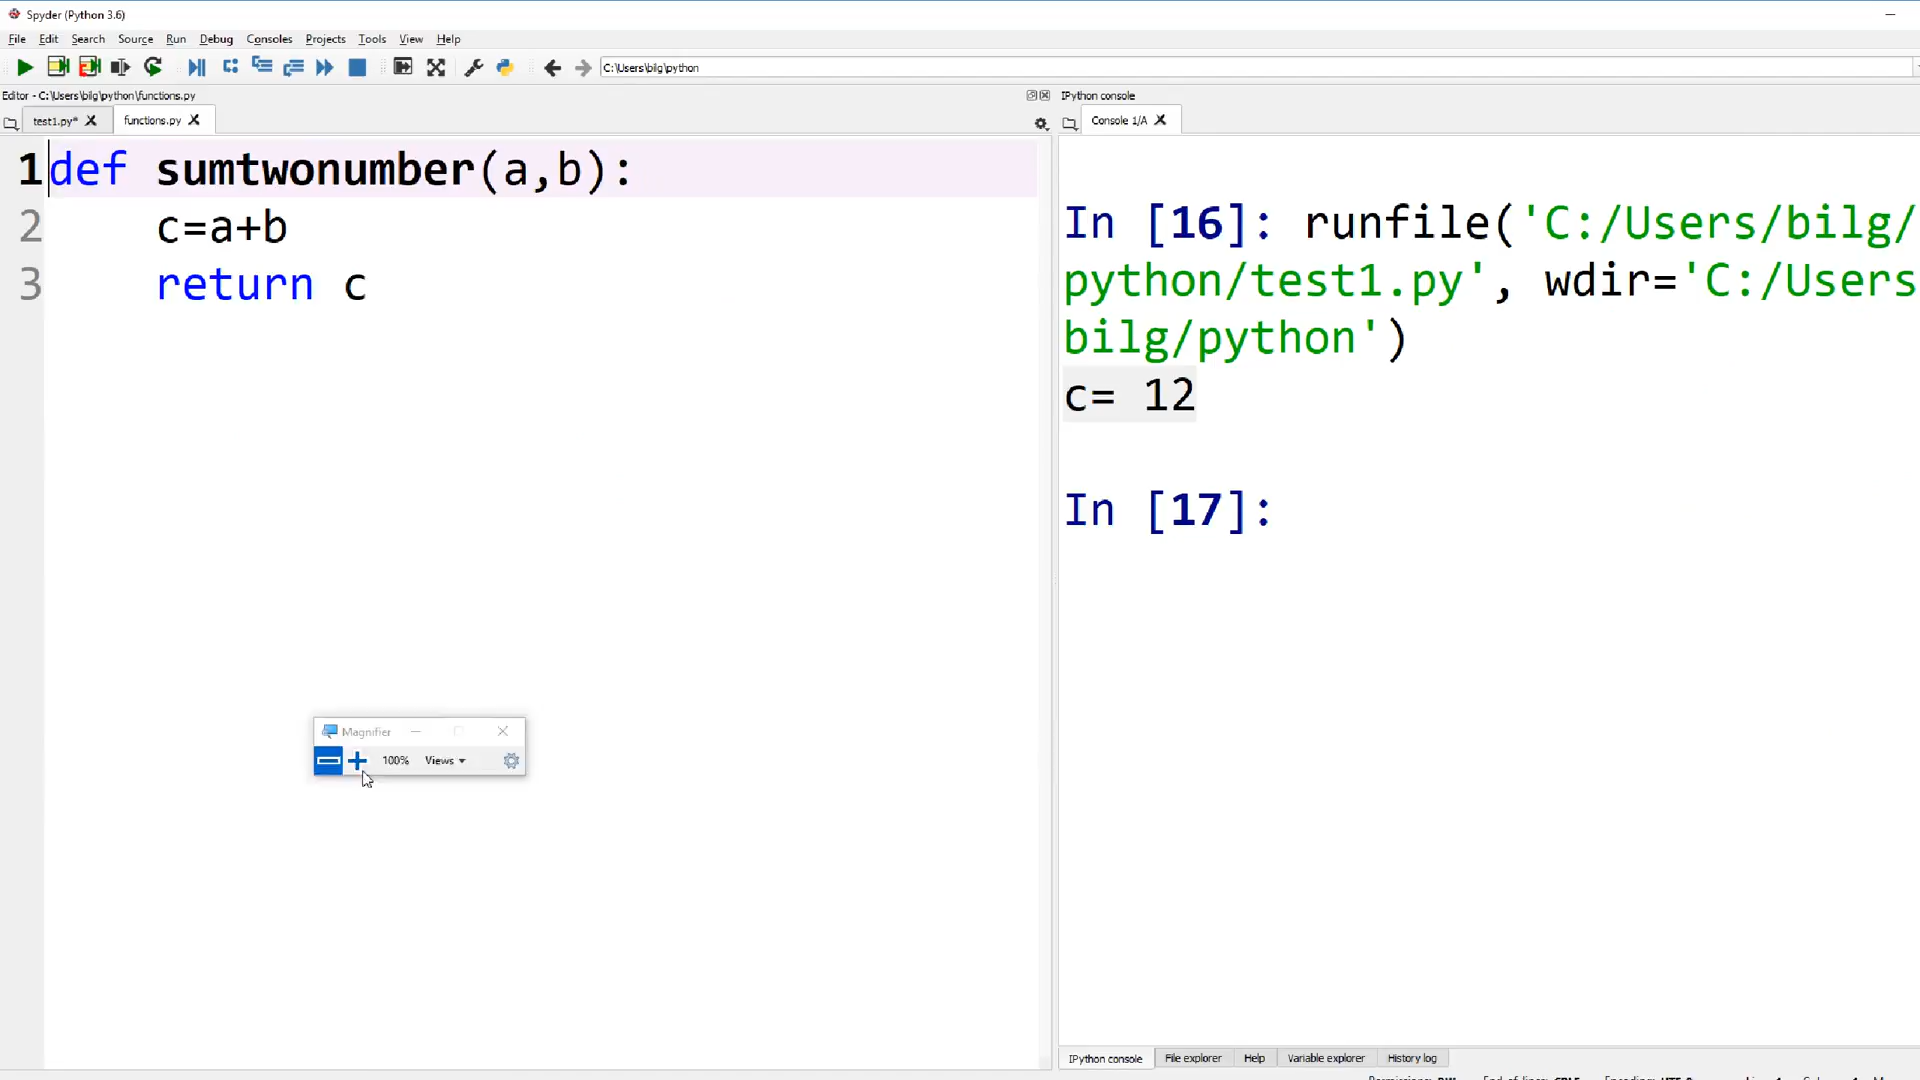 Spyder (Python 3.6)
File Edit Search Source Run Debug Consoles Projects Tools View Help
C:\Users\bilg\python
Editor - C:\Users\bilg\python\functions.py
test1.py* functions.py
1 def sumtwonumber(a,b):
2 c=a+b
3 return c
Magnifier
100% Views
IPython console
Console 1/A
In [16]: runfile('C:/Users/bilg/
python/test1.py', wdir='C:/Users
bilg/python')
c= 12
In [17]:
IPython console File explorer Help Variable explorer History log